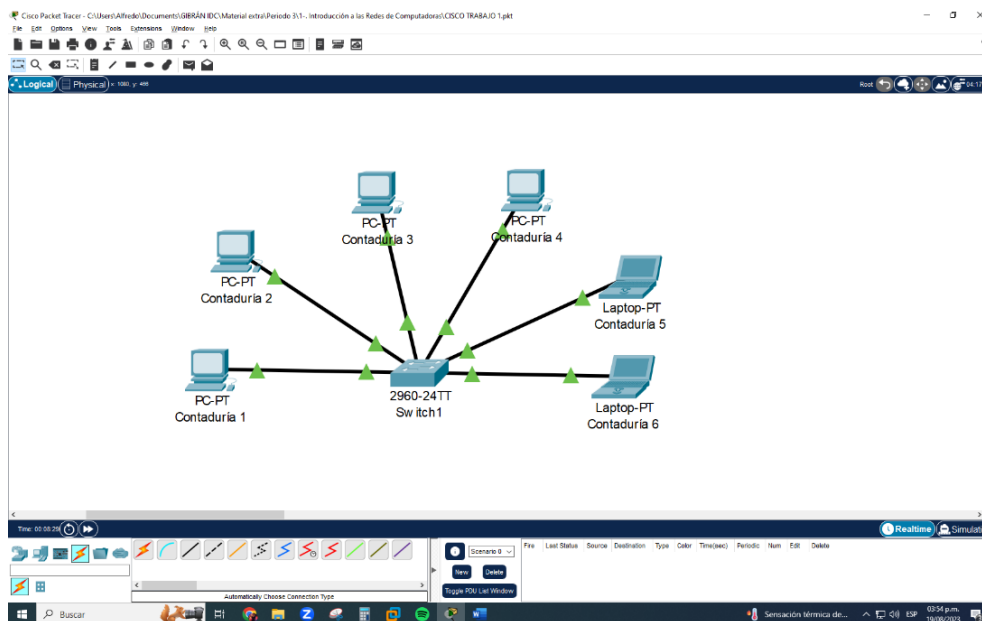 Cisco Packet Tracer - C:\Users\Alfredo\Documents\GIBRÁN IDC\Material extra\Periodo 3\1-. Introducción a las Redes de Computadoras\CISCO TRABAJO 1.pkt
File Edit Options View Tools Extensions Window Help
Logical Physical x: 1080, y: 488 Root 04:17
PC-PT
Contaduría 3
PC-PT
Contaduría 4
PC-PT
Contaduría 2
Laptop-PT
Contaduría 5
PC-PT
Contaduría 1
2960-24TT
Switch1
Laptop-PT
Contaduría 6
Time: 00:08:29 Realtime Simulati
Scenario 0
Fire Last Status Source Destination Type Color Time(sec) Periodic Num Edit Delete
New Delete
Toggle PDU List Window
Automatically Choose Connection Type
Buscar
Sensación térmica de... ESP
03:54 p.m.
19/08/2023